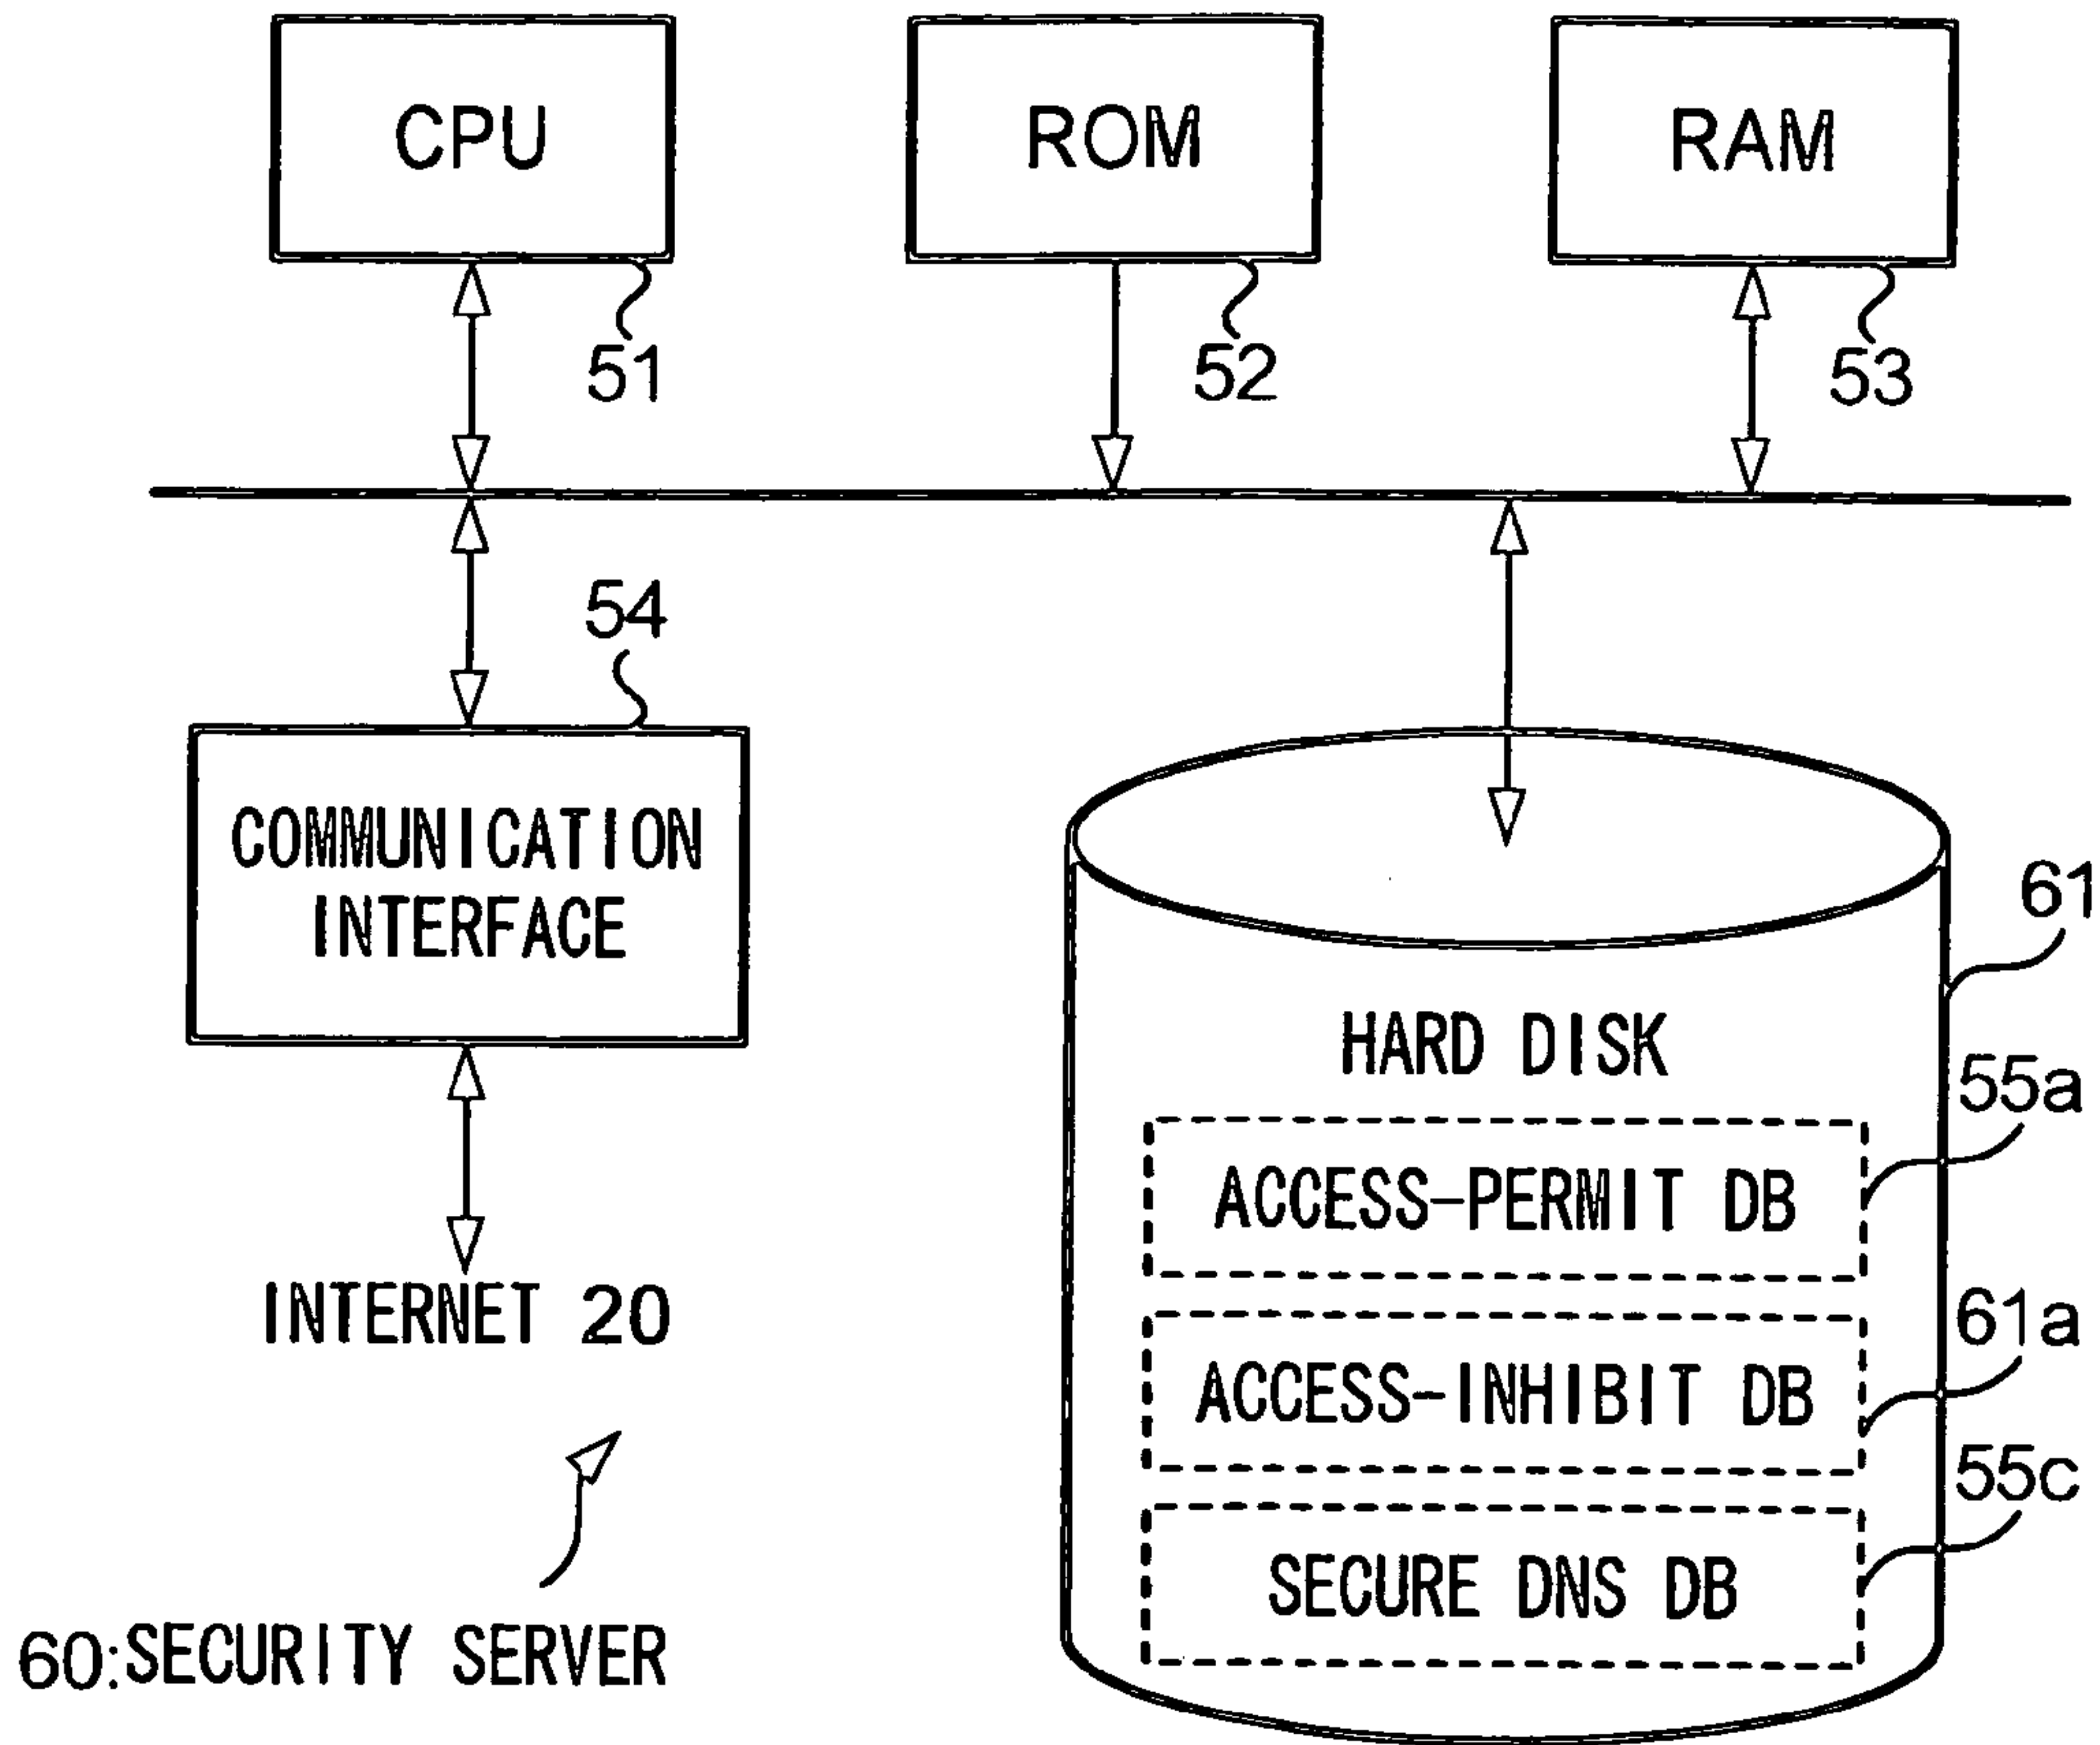 CPU
ROM
RAM
51
52
53
54
COMMUNICATION
INTERFACE
61
HARD DISK
55a
ACCESS-PERMIT DB
INTERNET 20
61a
ACCESS-INHIBIT DB
55c
SECURE DNS DB
60:SECURITY SERVER